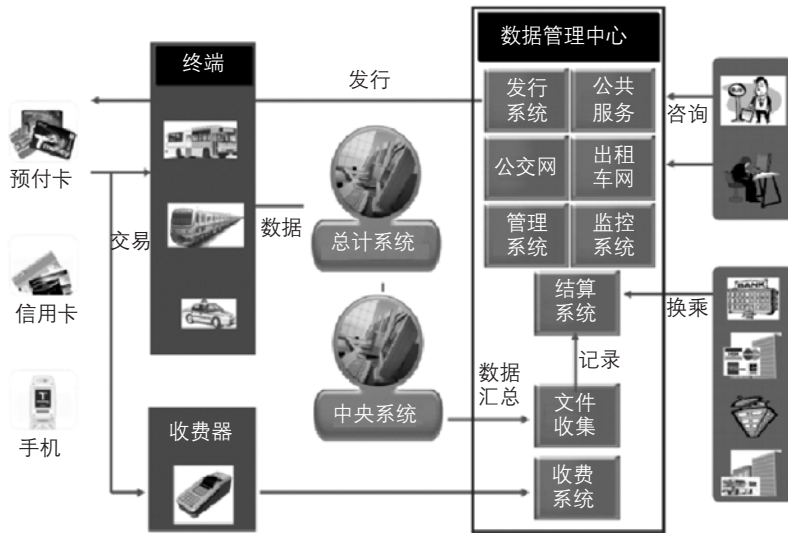 数据管理中心
终端
发行
发行
系统
公共
服务
咨询
预付卡
公交网
出租
车网
交易
数据
总计系统
管理
系统
监控
系统
信用卡
结算
系统
换乘
BANK
记录
数据
汇总
中央系统
文件
收集
手机
收费器
收费
系统